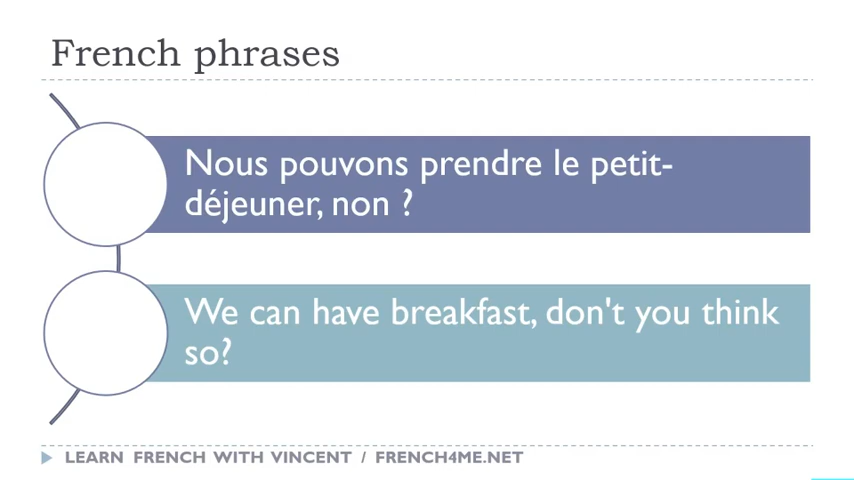 French phrases
Nous pouvons prendre le petit-
déjeuner, non ?
We can have breakfast, don't you think
so?
LEARN FRENCH WITH VINCENT / FRENCH4ME.NET